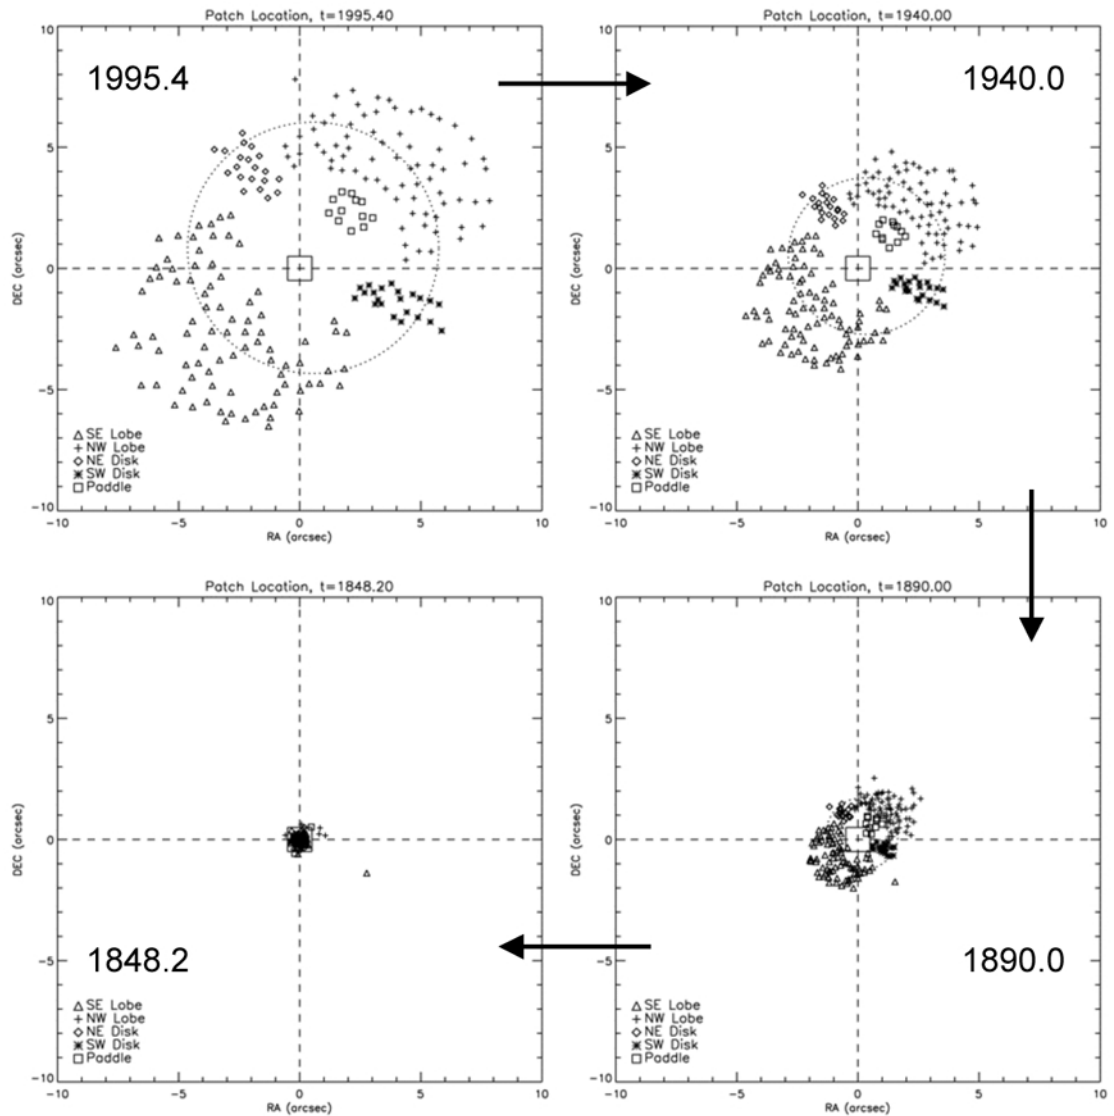 Patch Location, t=1995.40
1995.4
10
5
0
−5
−10
DEC (arcsec)
△ SE Lobe
+ NW Lobe
◇ NE Disk
✱ SW Disk
□ Paddle
−10 −5 0 5 10
RA (arcsec)
Patch Location, t=1940.00
1940.0
10
5
0
−5
−10
DEC (arcsec)
△ SE Lobe
+ NW Lobe
◇ NE Disk
✱ SW Disk
□ Paddle
−10 −5 0 5 10
RA (arcsec)
Patch Location, t=1848.20
10
5
0
−5
−10
DEC (arcsec)
1848.2
△ SE Lobe
+ NW Lobe
◇ NE Disk
✱ SW Disk
□ Paddle
−10 −5 0 5 10
RA (arcsec)
Patch Location, t=1890.00
10
5
0
−5
−10
DEC (arcsec)
1890.0
△ SE Lobe
+ NW Lobe
◇ NE Disk
✱ SW Disk
□ Paddle
−10 −5 0 5 10
RA (arcsec)